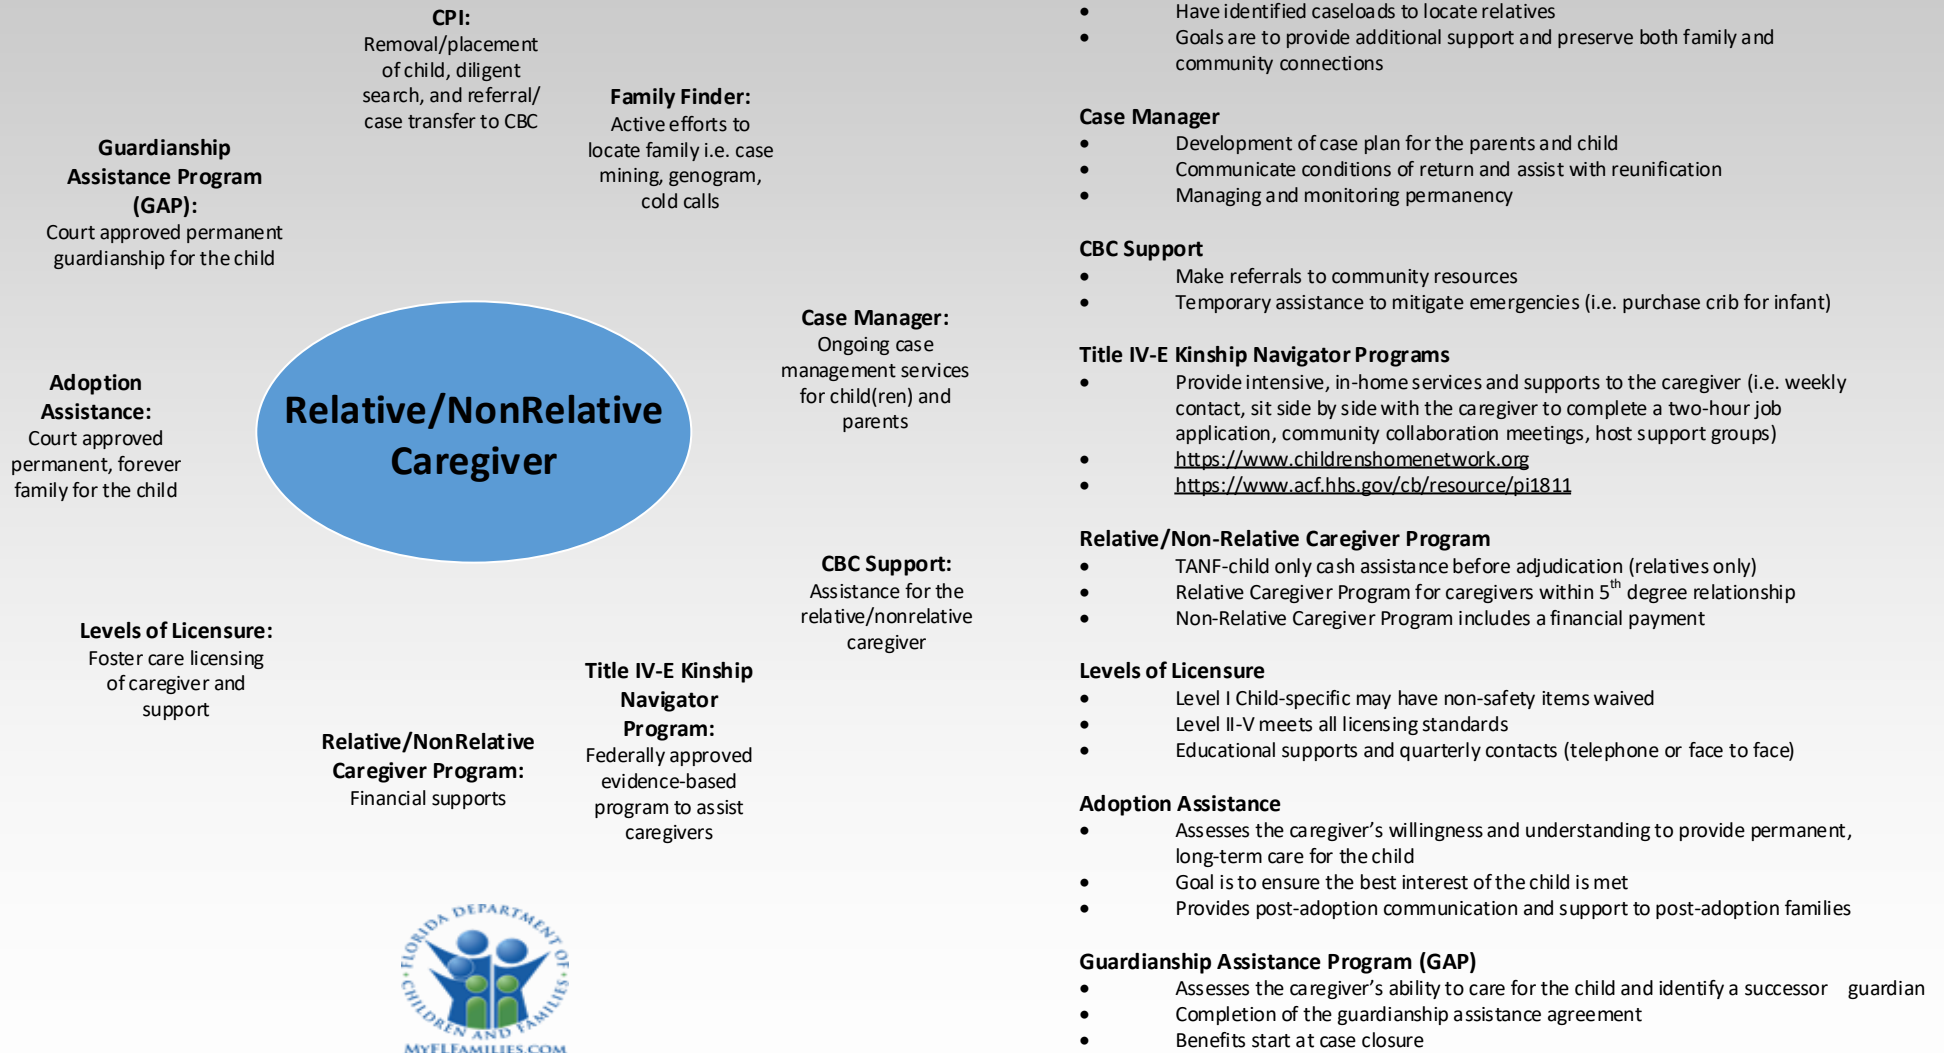 CPI:
Removal/placement
of child, diligent
search, and referral/
case transfer to CBC
Family Finder:
Active efforts to
locate family i.e. case
mining, genogram,
cold calls
Guardianship
Assistance Program
(GAP):
Court approved permanent
guardianship for the child
Case Manager:
Ongoing case
management services
for child(ren) and
parents
Relative/NonRelative
Caregiver
Adoption
Assistance:
Court approved
permanent, forever
family for the child
CBC Support:
Assistance for the
relative/nonrelative
caregiver
Levels of Licensure:
Foster care licensing
of caregiver and
support
Title IV-E Kinship
Navigator
Program:
Federally approved
evidence-based
program to assist
caregivers
Relative/NonRelative
Caregiver Program:
Financial supports
FLORIDA DEPARTMENT OF
CHILDREN AND FAMILIES
MYFLFAMILIES.COM
• Have identified caseloads to locate relatives
• Goals are to provide additional support and preserve both family and
community connections
Case Manager
• Development of case plan for the parents and child
• Communicate conditions of return and assist with reunification
• Managing and monitoring permanency
CBC Support
• Make referrals to community resources
• Temporary assistance to mitigate emergencies (i.e. purchase crib for infant)
Title IV-E Kinship Navigator Programs
• Provide intensive, in-home services and supports to the caregiver (i.e. weekly
contact, sit side by side with the caregiver to complete a two-hour job
application, community collaboration meetings, host support groups)
• https://www.childrenshomenetwork.org
• https://www.acf.hhs.gov/cb/resource/pi1811
Relative/Non-Relative Caregiver Program
• TANF-child only cash assistance before adjudication (relatives only)
• Relative Caregiver Program for caregivers within 5th degree relationship
• Non-Relative Caregiver Program includes a financial payment
Levels of Licensure
• Level I Child-specific may have non-safety items waived
• Level II-V meets all licensing standards
• Educational supports and quarterly contacts (telephone or face to face)
Adoption Assistance
• Assesses the caregiver’s willingness and understanding to provide permanent,
long-term care for the child
• Goal is to ensure the best interest of the child is met
• Provides post-adoption communication and support to post-adoption families
Guardianship Assistance Program (GAP)
• Assesses the caregiver’s ability to care for the child and identify a successor guardian
• Completion of the guardianship assistance agreement
• Benefits start at case closure